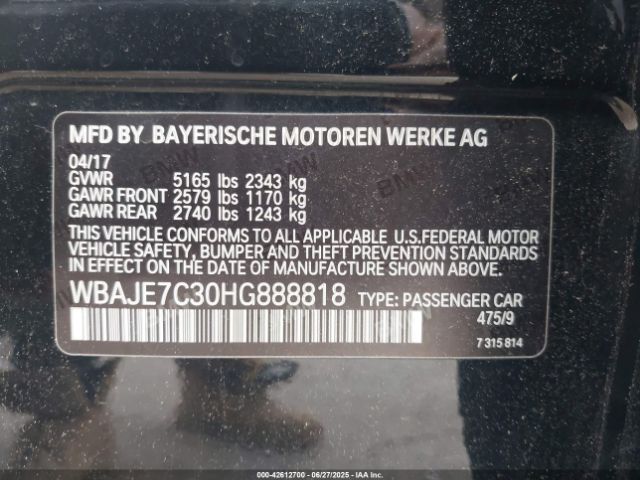 MFD BY BAYERISCHE MOTOREN WERKE AG
04/17
GVWR 5165 lbs 2343 kg
GAWR FRONT 2579 lbs 1170 kg
GAWR REAR 2740 lbs 1243 kg
THIS VEHICLE CONFORMS TO ALL APPLICABLE U.S.FEDERAL MOTOR
VEHICLE SAFETY, BUMPER AND THEFT PREVENTION STANDARDS
IN EFFECT ON THE DATE OF MANUFACTURE SHOWN ABOVE.
WBAJE7C30HG888818 TYPE: PASSENGER CAR
475/9
7 315 814
000-42612700 - 06/27/2025 - IAAI.COM